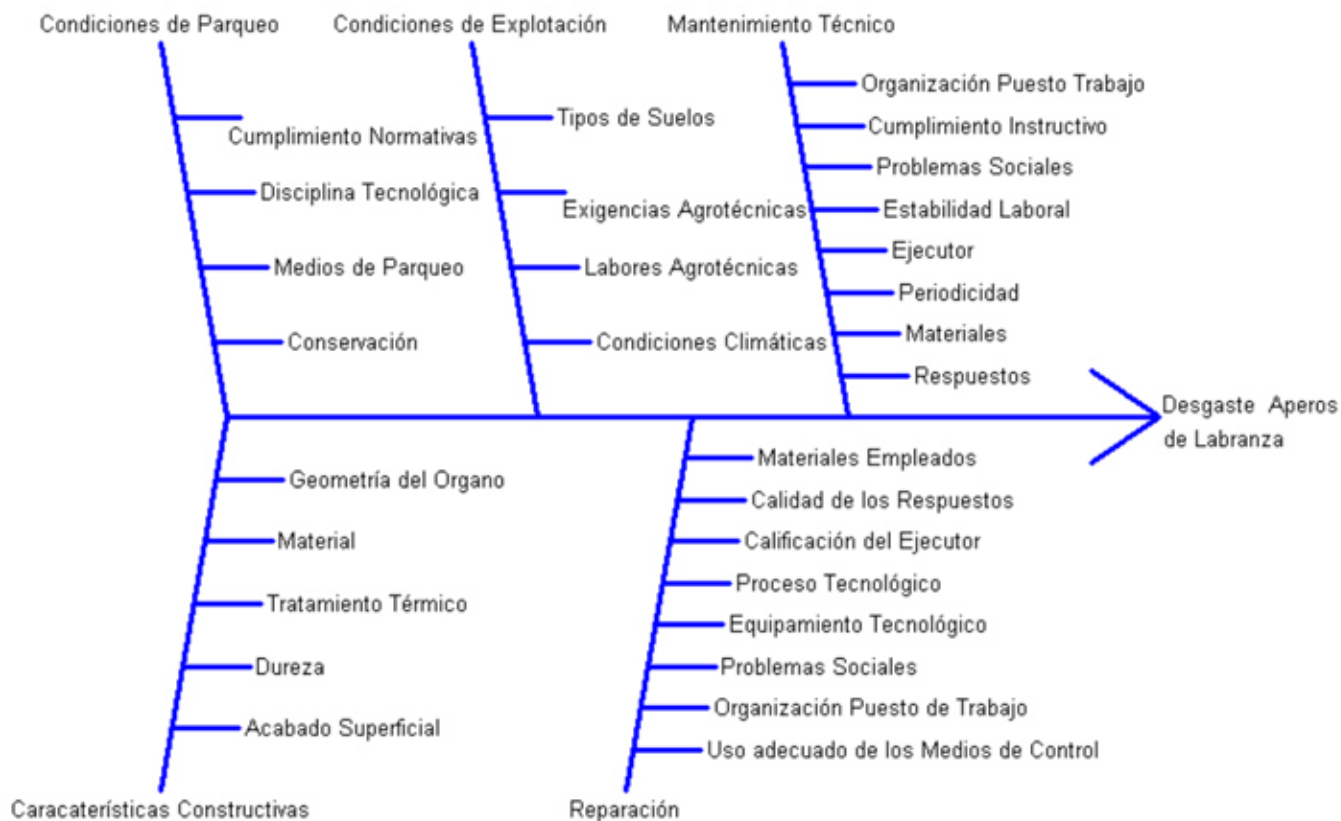 Condiciones de Parqueo
Condiciones de Explotación
Mantenimiento Técnico
Cumplimiento Normativas
Disciplina Tecnológica
Medios de Parqueo
Conservación
Tipos de Suelos
Exigencias Agrotécnicas
Labores Agrotécnicas
Condiciones Climáticas
Organización Puesto Trabajo
Cumplimiento Instructivo
Problemas Sociales
Estabilidad Laboral
Ejecutor
Periodicidad
Materiales
Respuestos
Desgaste Aperos
de Labranza
Geometría del Organo
Material
Tratamiento Térmico
Dureza
Acabado Superficial
Materiales Empleados
Calidad de los Respuestos
Calificación del Ejecutor
Proceso Tecnológico
Equipamiento Tecnológico
Problemas Sociales
Organización Puesto de Trabajo
Uso adecuado de los Medios de Control
Caracaterísticas Constructivas
Reparación